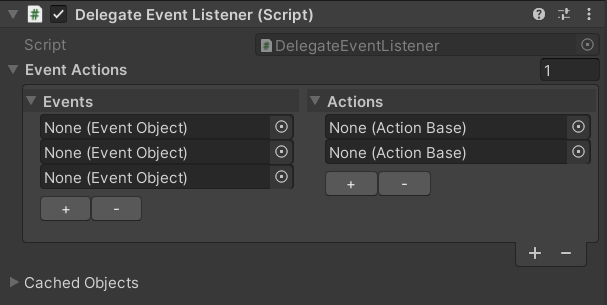 Delegate Event Listener (Script)
Script DelegateEventListener
Event Actions 1
Events Actions
None (Event Object) None (Action Base)
None (Event Object) None (Action Base)
None (Event Object)
+ - + -
+ -
Cached Objects